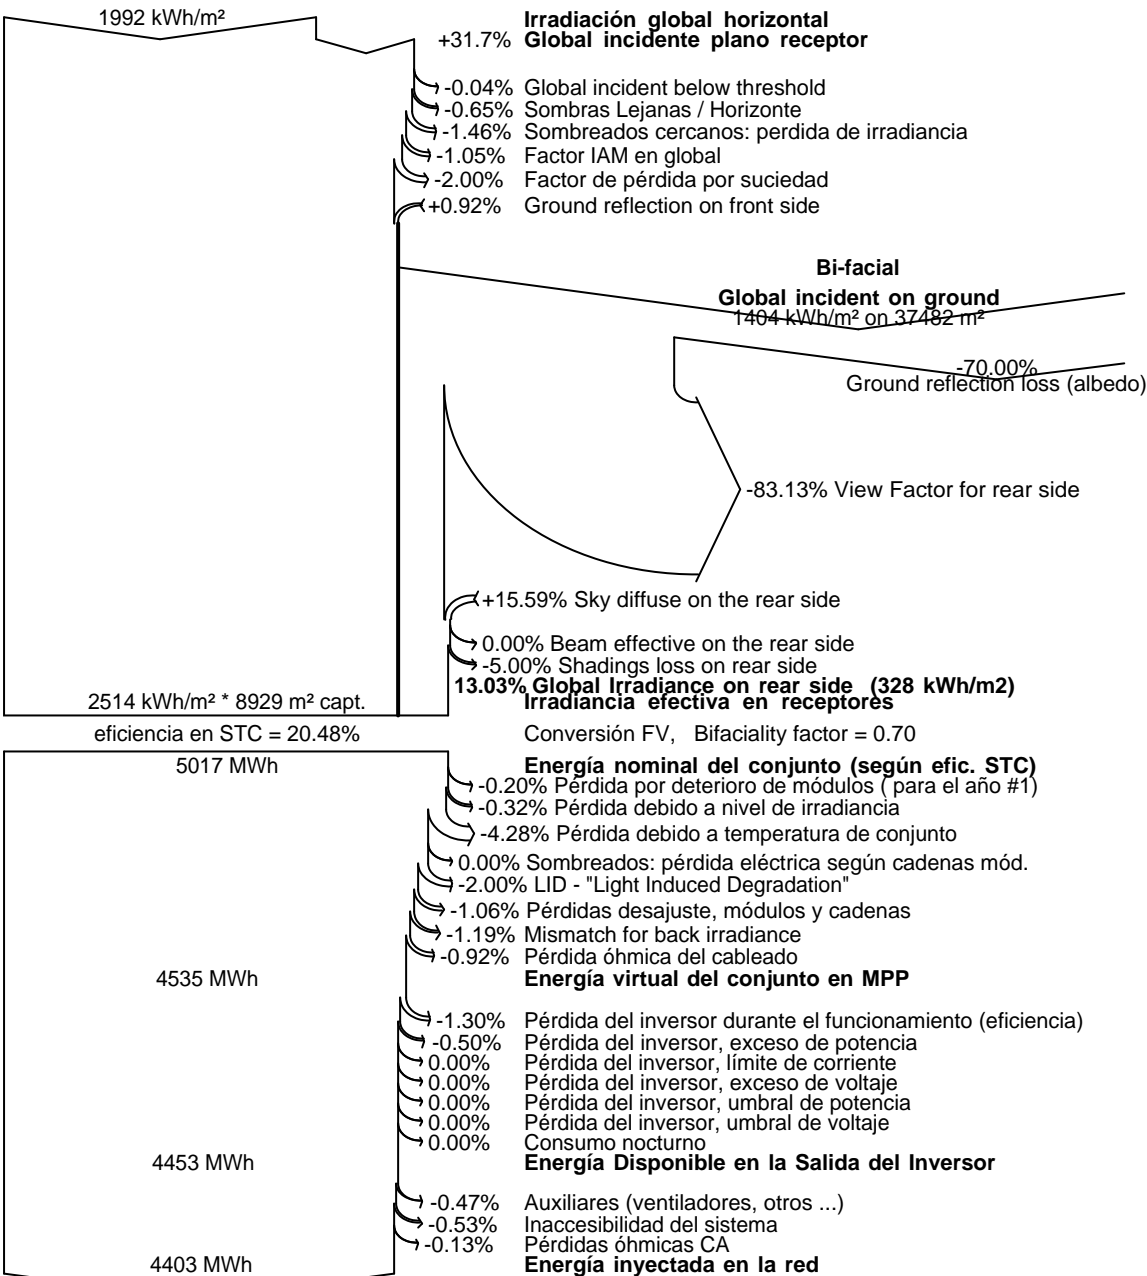 1992 kWh/m² Irradiación global horizontal
+31.7% Global incidente plano receptor
-0.04% Global incident below threshold
-0.65% Sombras Lejanas / Horizonte
-1.46% Sombreados cercanos: perdida de irradiancia
-1.05% Factor IAM en global
-2.00% Factor de pérdida por suciedad
+0.92% Ground reflection on front side
Bi-facial
Global incident on ground
1404 kWh/m² on 37482 m²
-70.00%
Ground reflection loss (albedo)
-83.13% View Factor for rear side
+15.59% Sky diffuse on the rear side
0.00% Beam effective on the rear side
-5.00% Shadings loss on rear side
13.03% Global Irradiance on rear side (328 kWh/m2)
2514 kWh/m² * 8929 m² capt. Irradiancia efectiva en receptores
eficiencia en STC = 20.48% Conversión FV, Bifaciality factor = 0.70
5017 MWh Energía nominal del conjunto (según efic. STC)
-0.20% Pérdida por deterioro de módulos ( para el año #1)
-0.32% Pérdida debido a nivel de irradiancia
-4.28% Pérdida debido a temperatura de conjunto
0.00% Sombreados: pérdida eléctrica según cadenas mód.
-2.00% LID - "Light Induced Degradation"
-1.06% Pérdidas desajuste, módulos y cadenas
-1.19% Mismatch for back irradiance
-0.92% Pérdida óhmica del cableado
4535 MWh Energía virtual del conjunto en MPP
-1.30% Pérdida del inversor durante el funcionamiento (eficiencia)
-0.50% Pérdida del inversor, exceso de potencia
0.00% Pérdida del inversor, límite de corriente
0.00% Pérdida del inversor, exceso de voltaje
0.00% Pérdida del inversor, umbral de potencia
0.00% Pérdida del inversor, umbral de voltaje
0.00% Consumo nocturno
4453 MWh Energía Disponible en la Salida del Inversor
-0.47% Auxiliares (ventiladores, otros ...)
-0.53% Inaccesibilidad del sistema
-0.13% Pérdidas óhmicas CA
4403 MWh Energía inyectada en la red